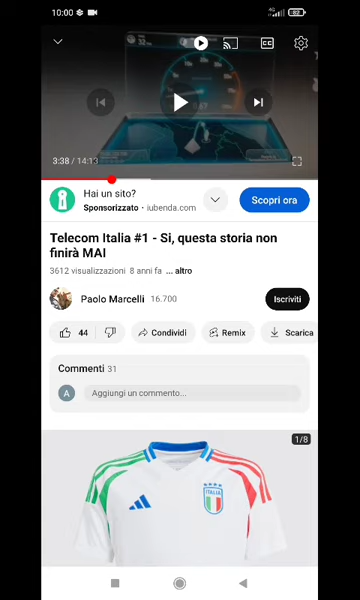 10:00
4G
82
CC
3:38 / 14:13
Hai un sito?
Sponsorizzato • iubenda.com
Scopri ora
Telecom Italia #1 - Si, questa storia non
finirà MAI
3612 visualizzazioni 8 anni fa ... altro
Paolo Marcelli 16.700
Iscriviti
44
Condividi
Remix
Scarica
Commenti 31
A
Aggiungi un commento...
1/8
ITALIA